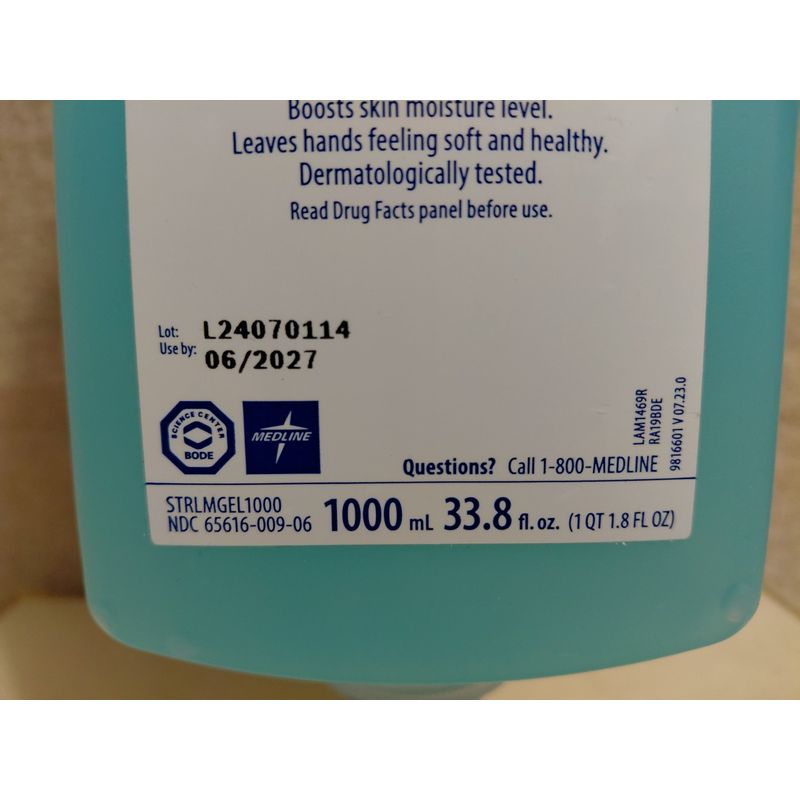 Boosts skin moisture level.
Leaves hands feeling soft and healthy.
Dermatologically tested.
Read Drug Facts panel before use.
Lot: L24070114
Use by: 06/2027
SCIENCE CENTER
BODE
MEDLINE
LAM1469R
RA19BDE
9816601 V 07.23.0
Questions? Call 1-800-MEDLINE
STRLMGEL1000
NDC 65616-009-06
1000 mL 33.8 fl. oz. (1 QT 1.8 FL OZ)